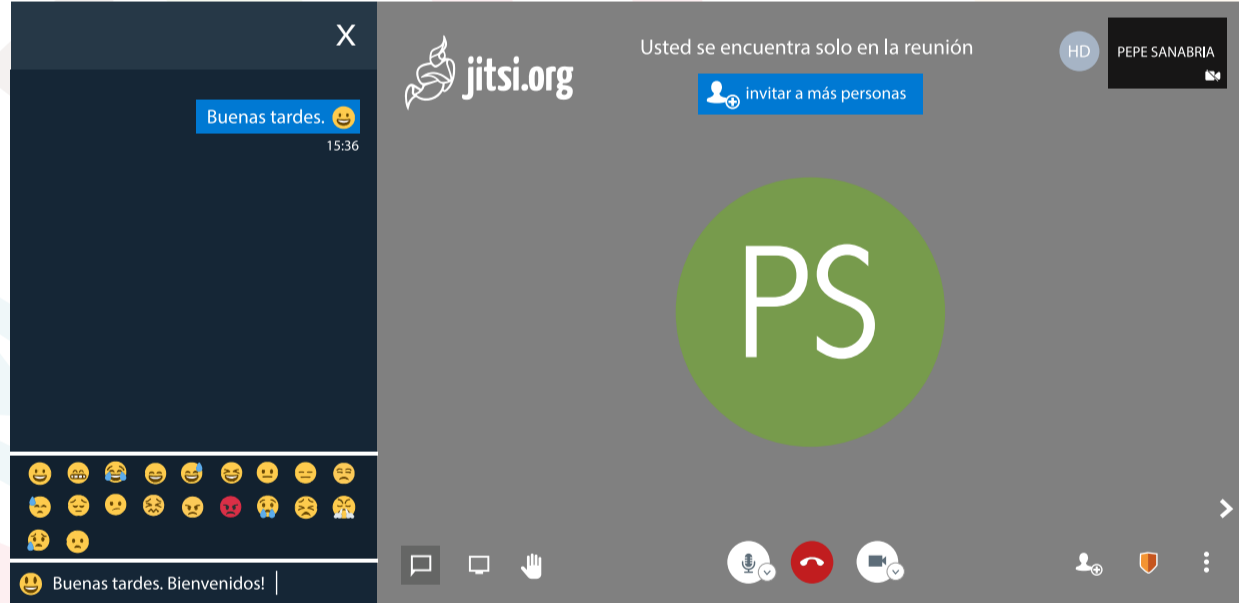 X
Buenas tardes. 😀
15:36
😃 Buenas tardes. Bienvenidos!
jitsi.org
Usted se encuentra solo en la reunión
invitar a más personas
HD
PEPE SANABRIA
PS